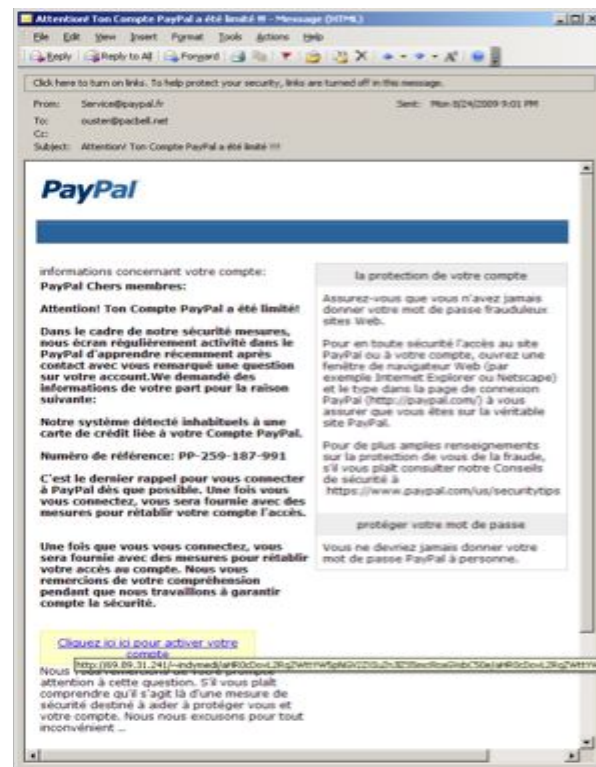 Attention! Ton Compte PayPal a été limité !!! - Message (HTML)
File Edit View Insert Format Tools Actions Help
Reply Reply to All Forward
Click here to turn on links. To help protect your security, links are turned off in this message.
From: Service@paypal.fr Sent: Mon 8/24/2009 9:01 PM
To: ouster@pacbell.net
Cc:
Subject: Attention! Ton Compte PayPal a été limité !!!
PayPal
informations concernant votre compte:
PayPal Chers membres:
Attention! Ton Compte PayPal a été limité!
Dans le cadre de notre sécurité mesures,
nous écran régulièrement activité dans le
PayPal d'apprendre récemment après
contact avec vous remarqué une question
sur votre account.We demandé des
informations de votre part pour la raison
suivante:
Notre système détecté inhabituels à une
carte de crédit liée à votre Compte PayPal.
Numéro de référence: PP-259-187-991
C'est le dernier rappel pour vous connecter
à PayPal dès que possible. Une fois vous
vous connectez, vous sera fournie avec des
mesures pour rétablir votre compte l'accès.
Une fois que vous vous connectez, vous
sera fournie avec des mesures pour rétablir
votre accès au compte. Nous vous
remercions de votre compréhension
pendant que nous travaillons à garantir
compte la sécurité.
Cliquez ici ici pour activer votre
compte
Nous vous remercions de votre prompte
attention à cette question. S'il vous plaît
comprendre qu'il s'agit là d'une mesure de
sécurité destiné à aider à protéger vous et
votre compte. Nous nous excusons pour tout
inconvénient ...
la protection de votre compte
Assurez-vous que vous n'avez jamais
donner votre mot de passe frauduleux
sites Web.
Pour en toute sécurité l'accès au site
PayPal ou à votre compte, ouvrez une
fenêtre de navigateur Web (par
exemple Internet Explorer ou Netscape)
et le type dans la page de connexion
PayPal (http://paypal.com/) à vous
assurer que vous êtes sur la véritable
site PayPal.
Pour de plus amples renseignements
sur la protection de vous de la fraude,
s'il vous plaît consulter notre Conseils
de sécurité à
https://www.paypal.com/us/securitytips
protéger votre mot de passe
Vous ne devriez jamais donner votre
mot de passe PayPal à personne.